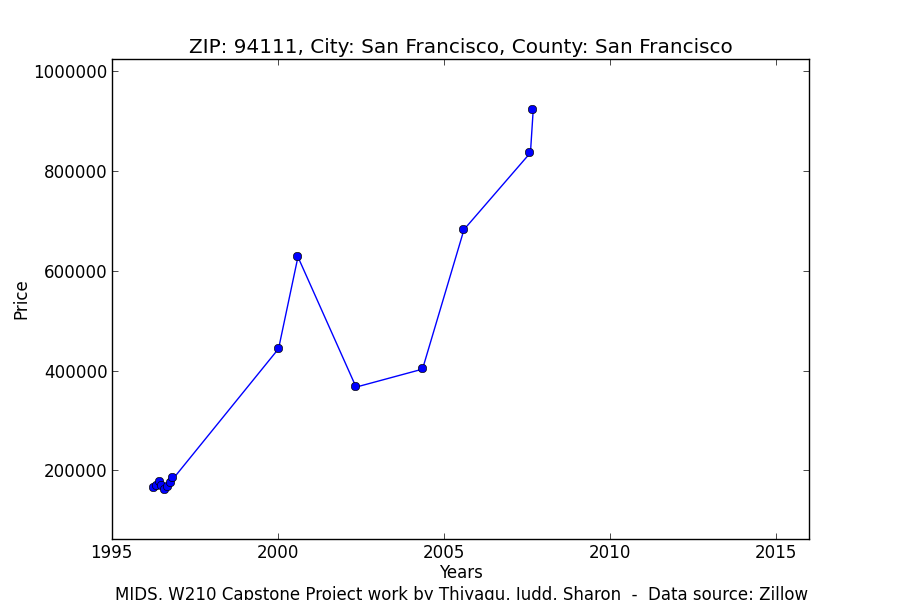 ZIP: 94111, City: San Francisco, County: San Francisco
1000000
800000
600000
400000
200000
Price
1995 2000 2005 2010 2015
Years
MIDS, W210 Capstone Project work by Thiyagu, Judd, Sharon - Data source: Zillow